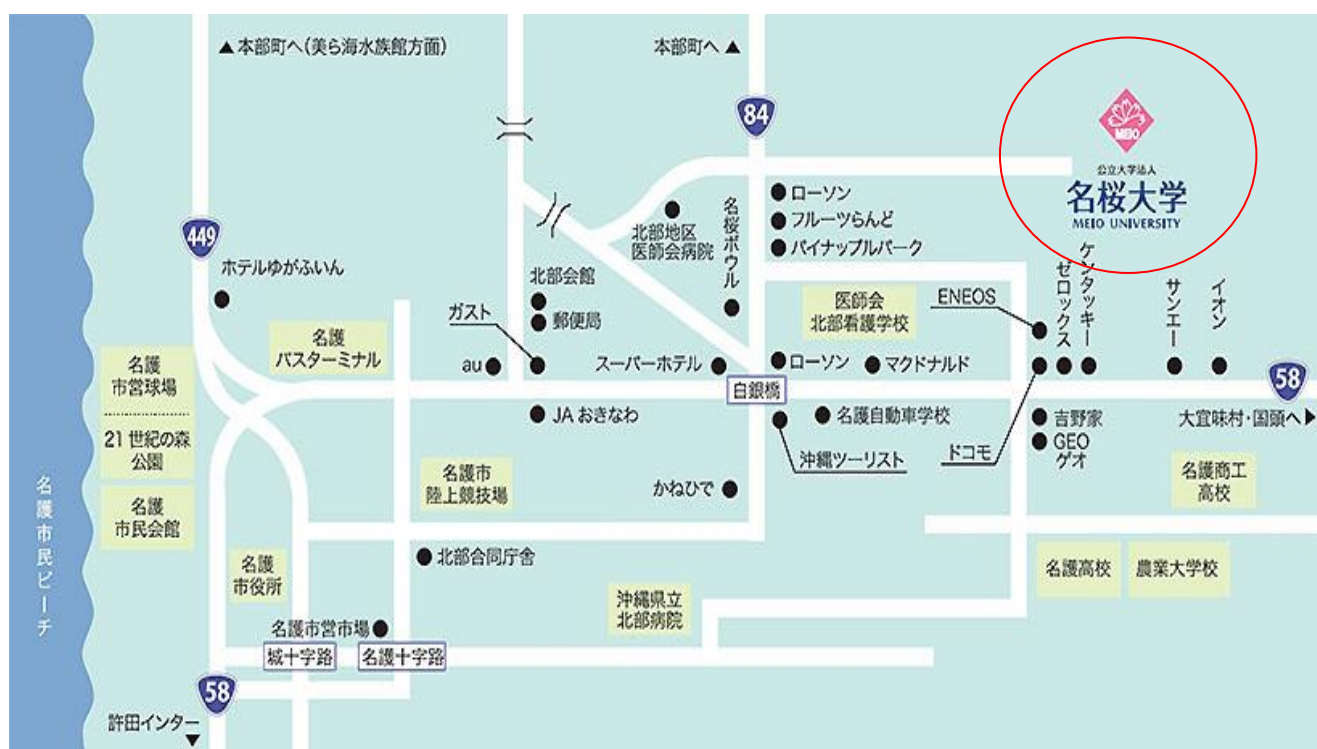 ▲本部町へ(美ら海水族館方面)
本部町へ▲
84
MEIO
公立大学法人
名桜大学
MEIO UNIVERSITY
449
ホテルゆがふいん
北部地区
医師会病院
名桜ボウル
ローソン
フルーツらんど
パイナップルパーク
北部会館
郵便局
ガスト
au
名護
バスターミナル
スーパーホテル
医師会
北部看護学校
ENEOS
ゼロックス
ケンタッキー
サンエー
イオン
ローソン
マクドナルド
白銀橋
58
名護
市営球場
21世紀の森
公園
名護
市民会館
JAおきなわ
名護自動車学校
沖縄ツーリスト
ドコモ
吉野家
GEO
ゲオ
大宜味村・国頭へ▶
名護商工
高校
名護市
陸上競技場
かねひで
名護市民ビーチ
名護
市役所
北部合同庁舎
沖縄県立
北部病院
名護高校
農業大学校
名護市営市場
城十字路
名護十字路
58
許田インター
▼